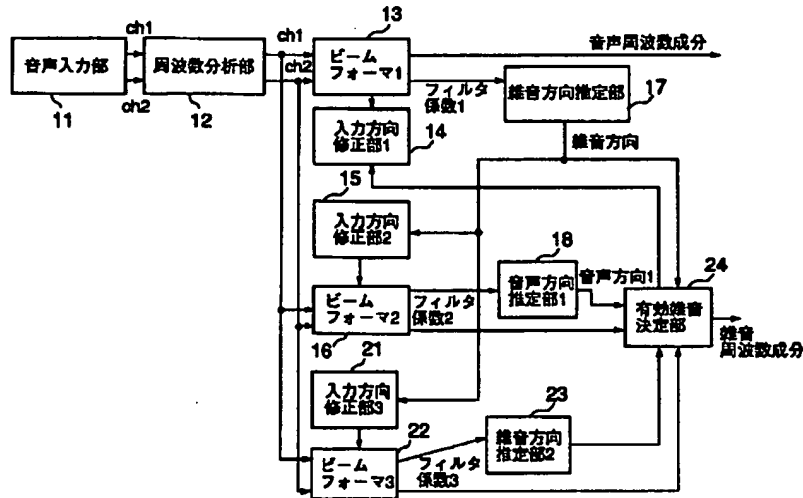 13
ch1
ch1
音声周波数成分
音声入力部
周波数分析部
ビーム
フォーマ1
ch2
ch2
11
12
フィルタ
係数1
雑音方向推定部
17
入力方向
修正部1
14
雑音方向
15
入力方向
修正部2
18
音声方向
推定部1
音声方向1
24
ビーム
フォーマ2
フィルタ
係数2
有効雑音
決定部
16
雑音
周波数成分
21
入力方向
修正部3
23
22
雑音方向
推定部2
ビーム
フォーマ3
フィルタ
係数3